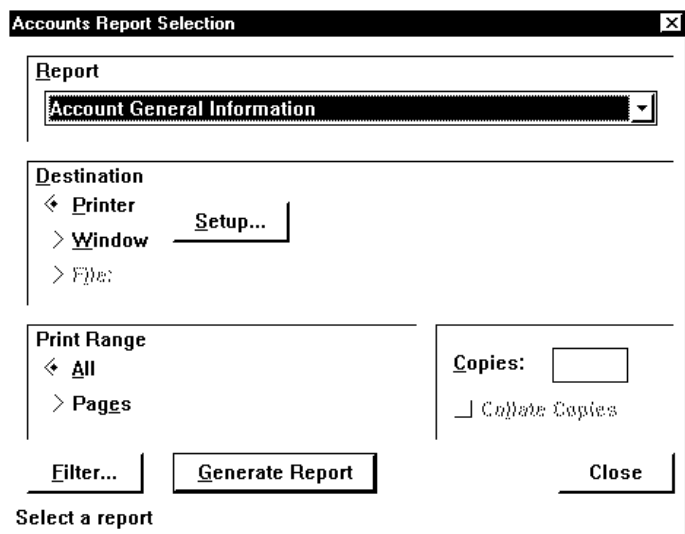 Accounts Report Selection
Report
Account General Information
Destination
Printer
Setup...
Window
File:
Print Range
All
Pages
Copies:
Collate Copies
Filter...
Generate Report
Close
Select a report